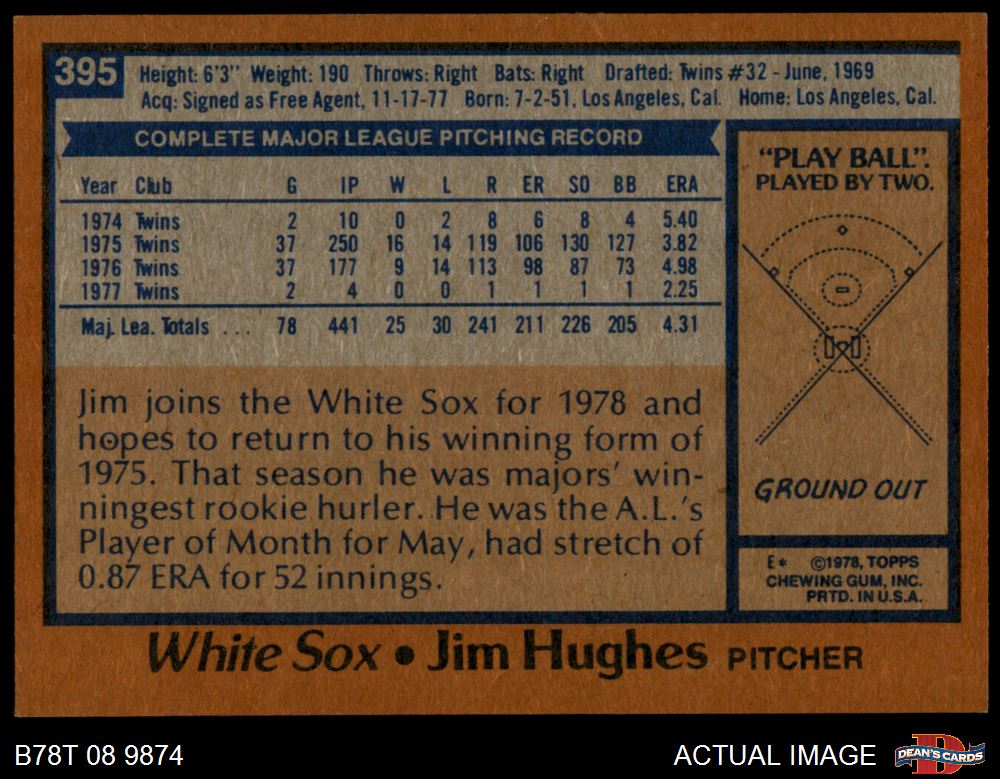 395
Height: 6'3" Weight: 190 Throws: Right Bats: Right Drafted: Twins #32 - June, 1969
Acq: Signed as Free Agent, 11-17-77 Born: 7-2-51, Los Angeles, Cal. Home: Los Angeles, Cal.
COMPLETE MAJOR LEAGUE PITCHING RECORD
Year Club G IP W L R ER SO BB ERA
1974 Twins 2 10 0 2 8 6 8 4 5.40
1975 Twins 37 250 16 14 119 106 130 127 3.82
1976 Twins 37 177 9 14 113 98 87 73 4.98
1977 Twins 2 4 0 0 1 1 1 1 2.25
Maj. Lea. Totals ... 78 441 25 30 241 211 226 205 4.31
Jim joins the White Sox for 1978 and
hopes to return to his winning form of
1975. That season he was majors' win-
ningest rookie hurler. He was the A.L.'s
Player of Month for May, had stretch of
0.87 ERA for 52 innings.
"PLAY BALL".
PLAYED BY TWO.
GROUND OUT
E* ©1978, TOPPS
CHEWING GUM, INC.
PRTD. IN U.S.A.
White Sox • Jim Hughes PITCHER
B78T 08 9874
ACTUAL IMAGE
DEAN'S CARDS